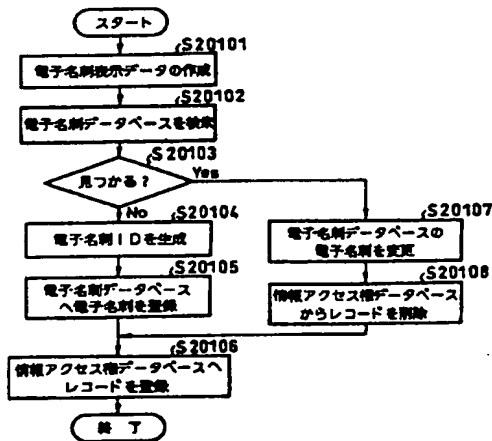 スタート
S20101
電子名刺表示データの作成
S20102
電子名刺データベースを検索
S20103
見つかる?
Yes
No
S20104
電子名刺IDを生成
S20105
電子名刺データベース
へ電子名刺を登録
S20107
電子名刺データベースの
電子名刺を変更
S20108
情報アクセス権データベース
からレコードを削除
S20106
情報アクセス権データベースへ
レコードを登録
終了